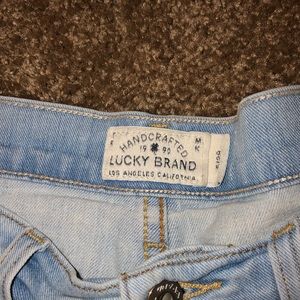 HANDCRAFTED
19 90
LUCKY BRAND
LOS ANGELES CALIFORNIA